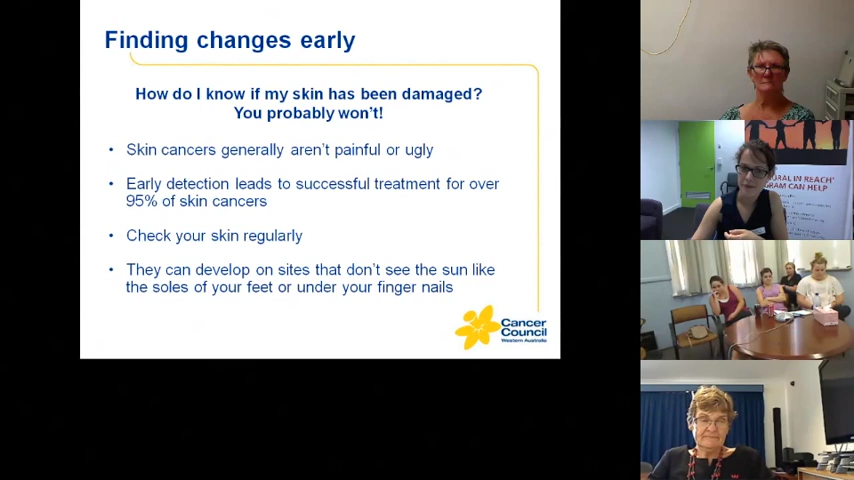 Finding changes early
How do I know if my skin has been damaged?
You probably won't!
• Skin cancers generally aren't painful or ugly
• Early detection leads to successful treatment for over
95% of skin cancers
• Check your skin regularly
• They can develop on sites that don't see the sun like
the soles of your feet or under your finger nails
Cancer
Council
Western Australia
URAL IN REACH'
GRAM CAN HELP